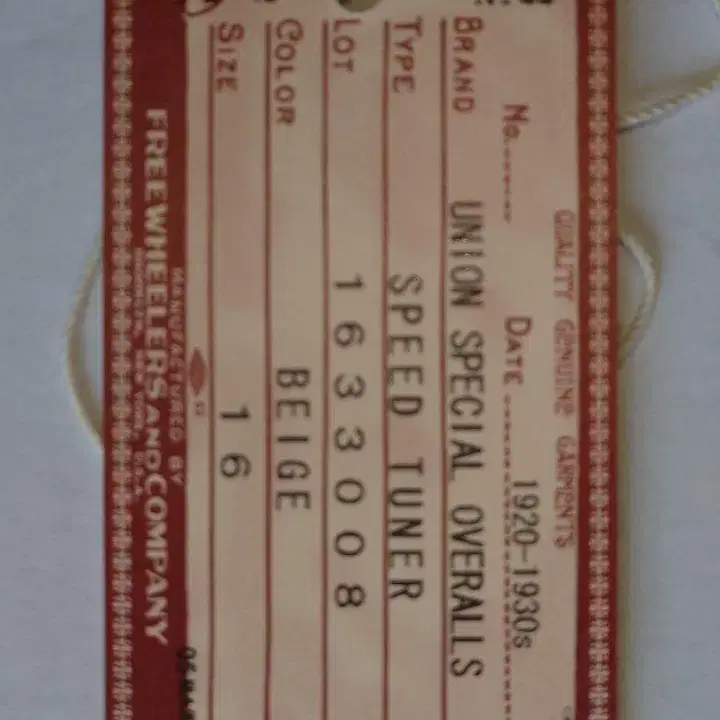 QUALITY GENUINE GARMENTS
No....... DATE 1920-1930s
BRAND UNION SPECIAL OVERALLS
TYPE SPEED TUNER
LOT 1633008
COLOR BEIGE
SIZE 16
MANUFACTURED BY
FREEWHEELERS AND COMPANY